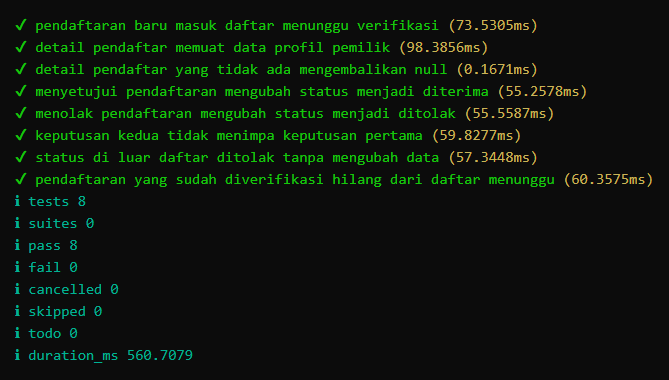 ✔ pendaftaran baru masuk daftar menunggu verifikasi (73.5305ms)
✔ detail pendaftar memuat data profil pemilik (98.3856ms)
✔ detail pendaftar yang tidak ada mengembalikan null (0.1671ms)
✔ menyetujui pendaftaran mengubah status menjadi diterima (55.2578ms)
✔ menolak pendaftaran mengubah status menjadi ditolak (55.5587ms)
✔ keputusan kedua tidak menimpa keputusan pertama (59.8277ms)
✔ status di luar daftar ditolak tanpa mengubah data (57.3448ms)
✔ pendaftaran yang sudah diverifikasi hilang dari daftar menunggu (60.3575ms)
ℹ tests 8
ℹ suites 0
ℹ pass 8
ℹ fail 0
ℹ cancelled 0
ℹ skipped 0
ℹ todo 0
ℹ duration_ms 560.7079